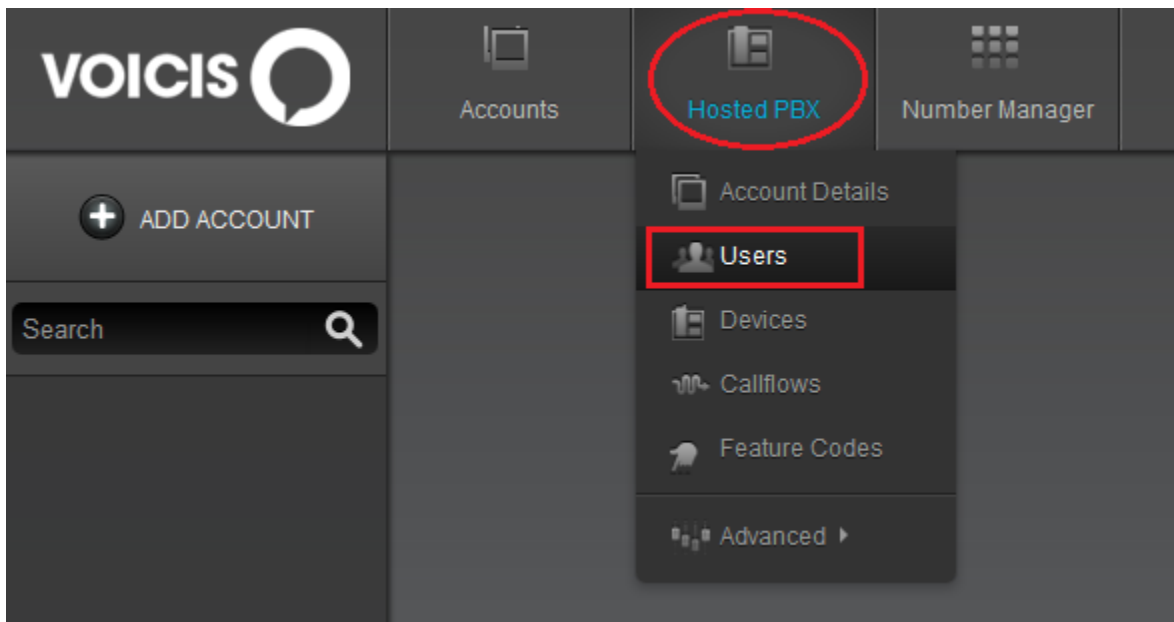 VOICIS
Accounts
Hosted PBX
Number Manager
ADD ACCOUNT
Search
Account Details
Users
Devices
Callflows
Feature Codes
Advanced